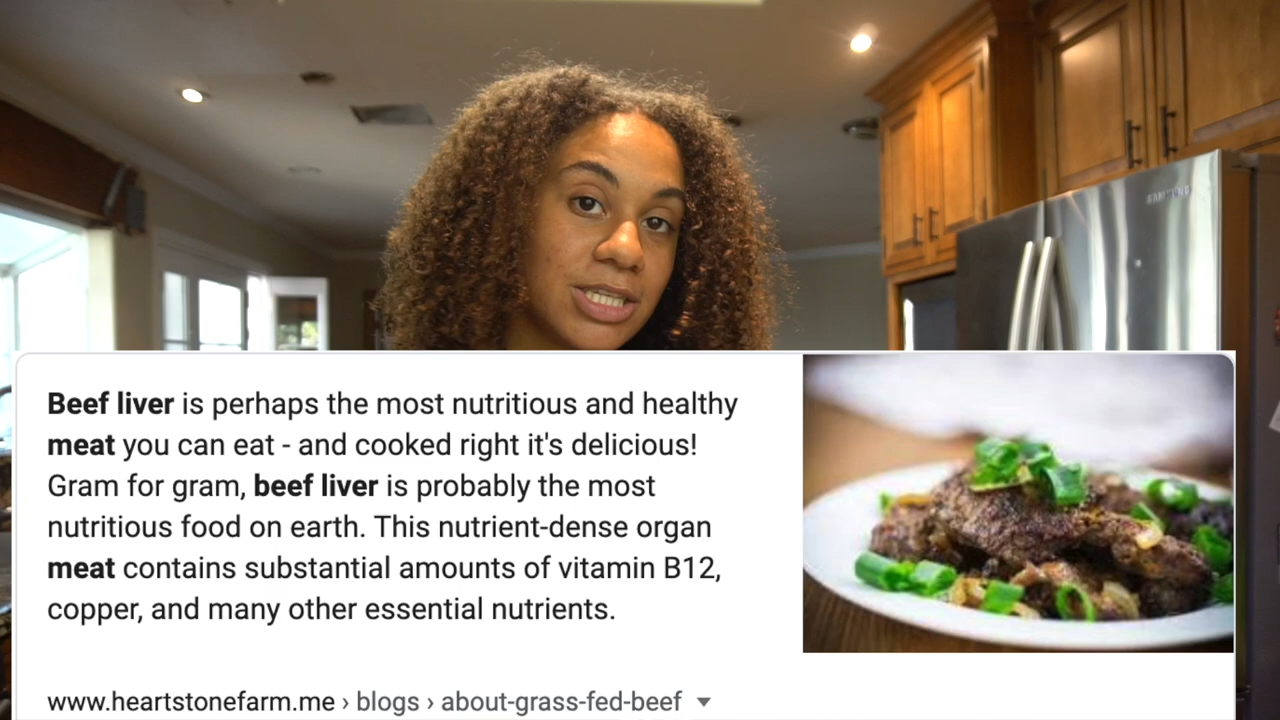 SAMSUNG
Beef liver is perhaps the most nutritious and healthy
meat you can eat - and cooked right it's delicious!
Gram for gram, beef liver is probably the most
nutritious food on earth. This nutrient-dense organ
meat contains substantial amounts of vitamin B12,
copper, and many other essential nutrients.
www.heartstonefarm.me › blogs › about-grass-fed-beef